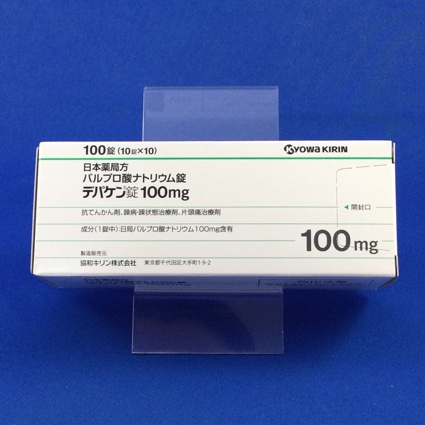 100錠 (10錠×10)
KYOWA KIRIN
日本薬局方
バルプロ酸ナトリウム錠
デパケン錠100mg
抗てんかん剤、躁病・躁状態治療剤、片頭痛治療剤
◀ 開封口
成分(1錠中):日局バルプロ酸ナトリウム100mg含有
100mg
製造販売元
協和キリン株式会社 東京都千代田区大手町1-9-2